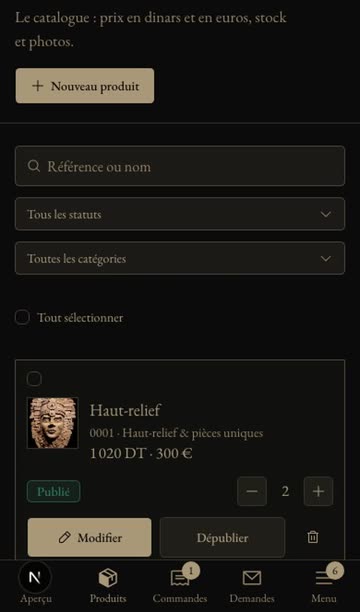 Le catalogue : prix en dinars et en euros, stock
et photos.
Nouveau produit
Référence ou nom
Tous les statuts
Toutes les catégories
Tout sélectionner
Haut-relief
0001 · Haut-relief & pièces uniques
1 020 DT · 300 €
Publié
2
Modifier
Dépublier
N
1
6
Aperçu
Produits
Commandes
Demandes
Menu